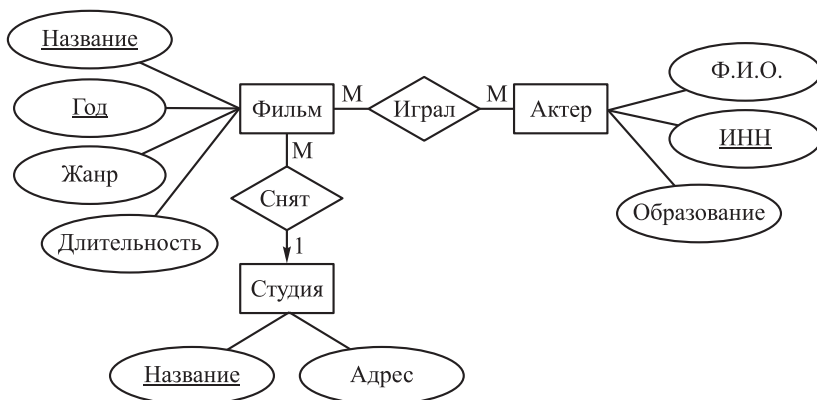 Название
Год
Жанр
Длительность
Фильм
М
Играл
М
Актер
Ф.И.О.
ИНН
Образование
М
Снят
1
Студия
Название
Адрес